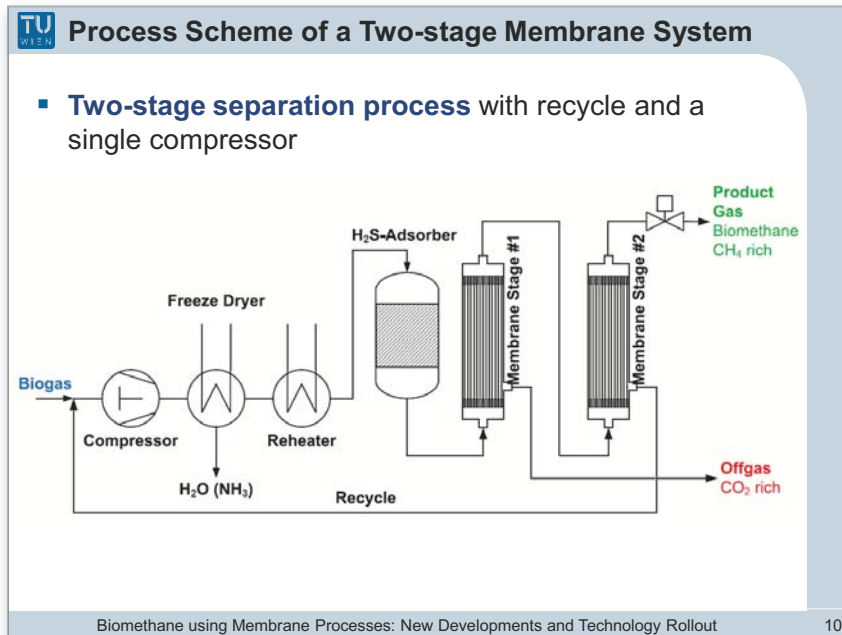 TU
WIEN
Process Scheme of a Two-stage Membrane System
Two-stage separation process with recycle and a
single compressor
Product
Gas
Biomethane
CH₄ rich
H₂S-Adsorber
Membrane Stage #1
Membrane Stage #2
Freeze Dryer
Biogas
Compressor
Reheater
H₂O (NH₃)
Recycle
Offgas
CO₂ rich
Biomethane using Membrane Processes: New Developments and Technology Rollout
10